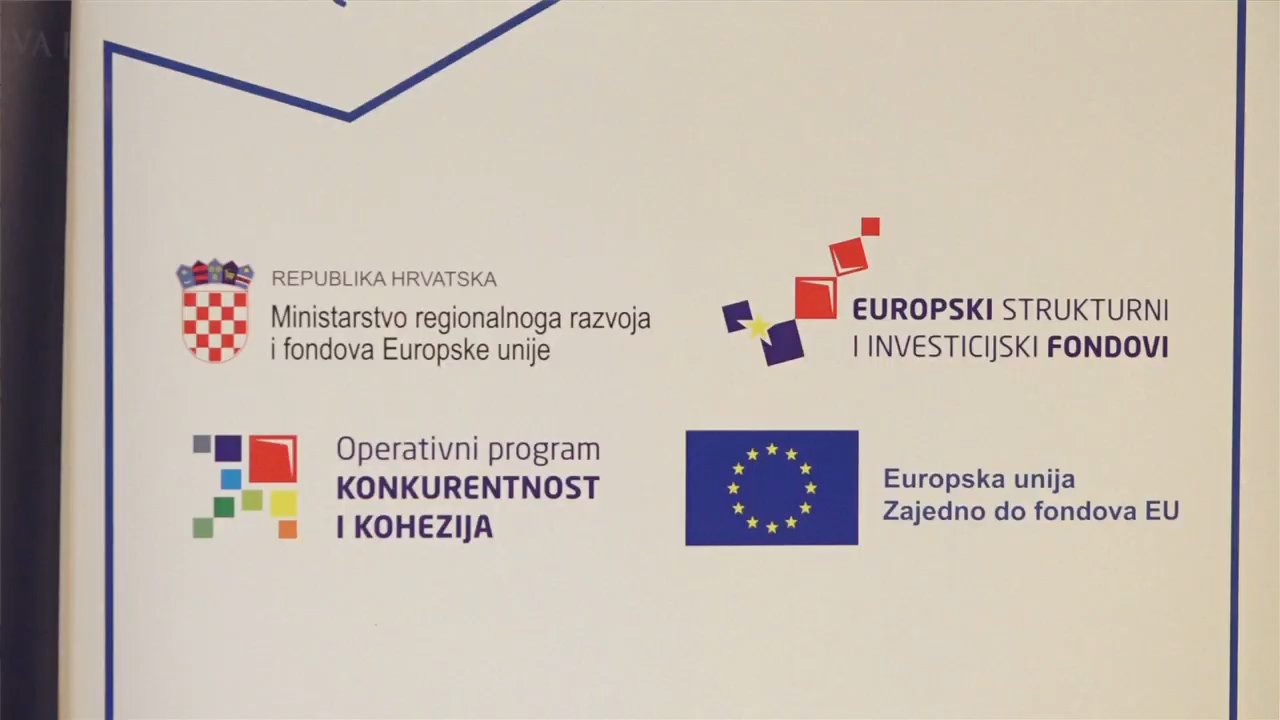 REPUBLIKA HRVATSKA
Ministarstvo regionalnoga razvoja
i fondova Europske unije
EUROPSKI STRUKTURNI
I INVESTICIJSKI FONDOVI
Operativni program
KONKURENTNOST
I KOHEZIJA
Europska unija
Zajedno do fondova EU